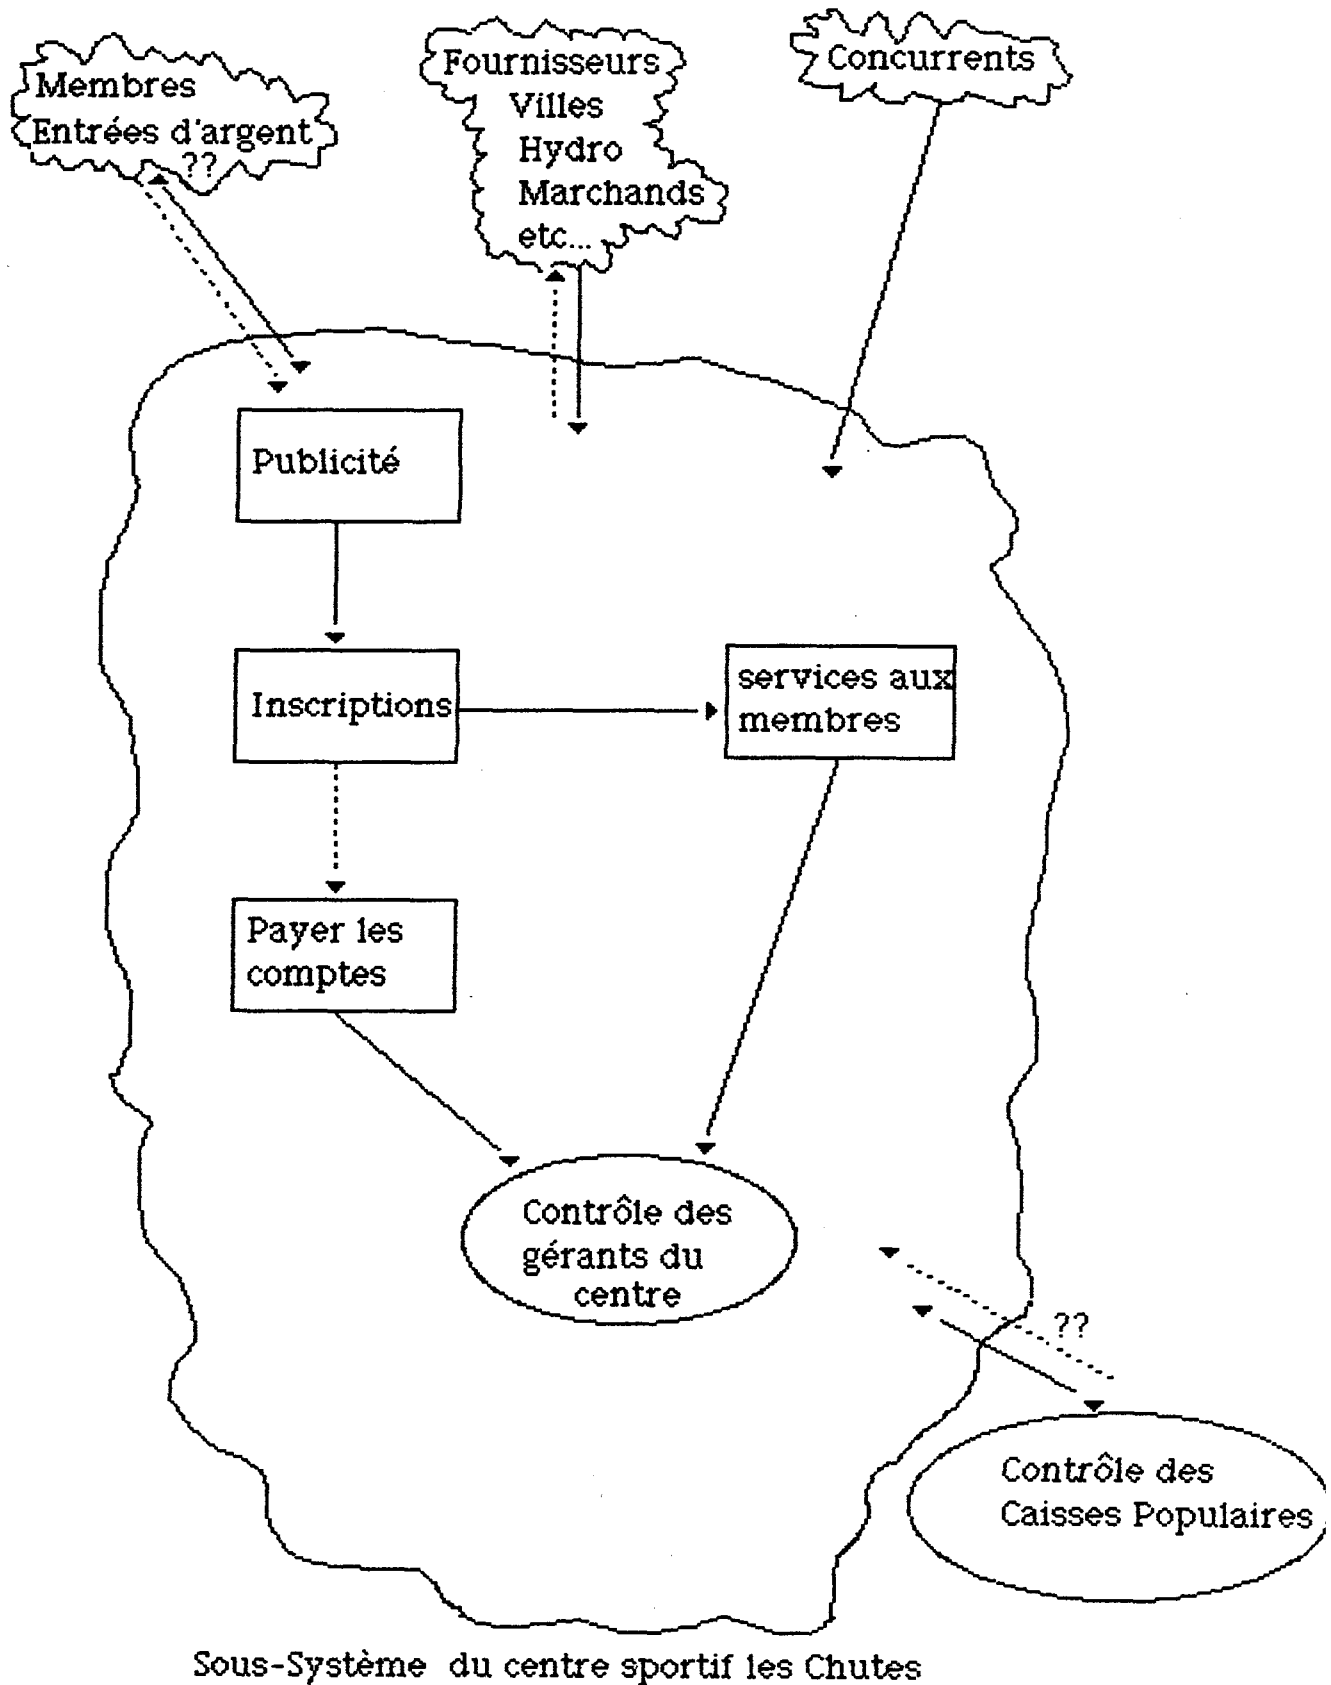 Membres
Entrées d'argent
??
Fournisseurs
Villes
Hydro
Marchands
etc...
Concurrents
Publicité
Inscriptions
services aux
membres
Payer les
comptes
Contrôle des
gérants du
centre
??
Contrôle des
Caisses Populaires
Sous-Système du centre sportif les Chutes